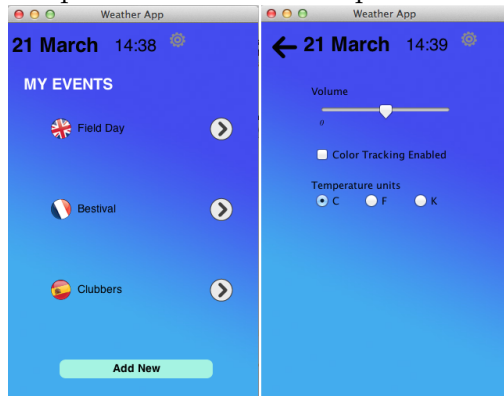 Weather App
21 March 14:38
MY EVENTS
Field Day
Bestival
Clubbers
Add New
Weather App
21 March 14:39
Volume
0
Color Tracking Enabled
Temperature units
C F K